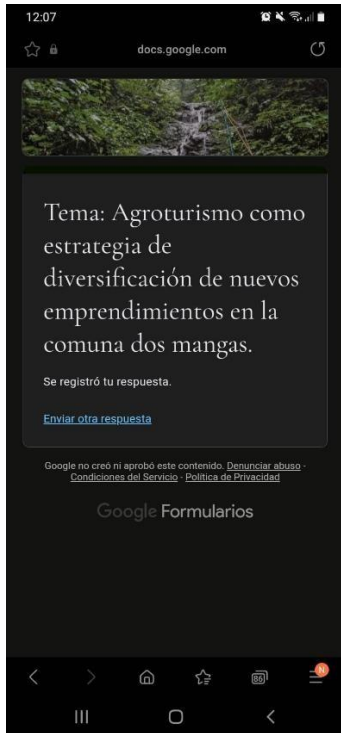 12:07
docs.google.com
Tema: Agroturismo como
estrategia de
diversificación de nuevos
emprendimientos en la
comuna dos mangas.
Se registró tu respuesta.
Enviar otra respuesta
Google no creó ni aprobó este contenido. Denunciar abuso -
Condiciones del Servicio - Política de Privacidad
Google Formularios
86
N